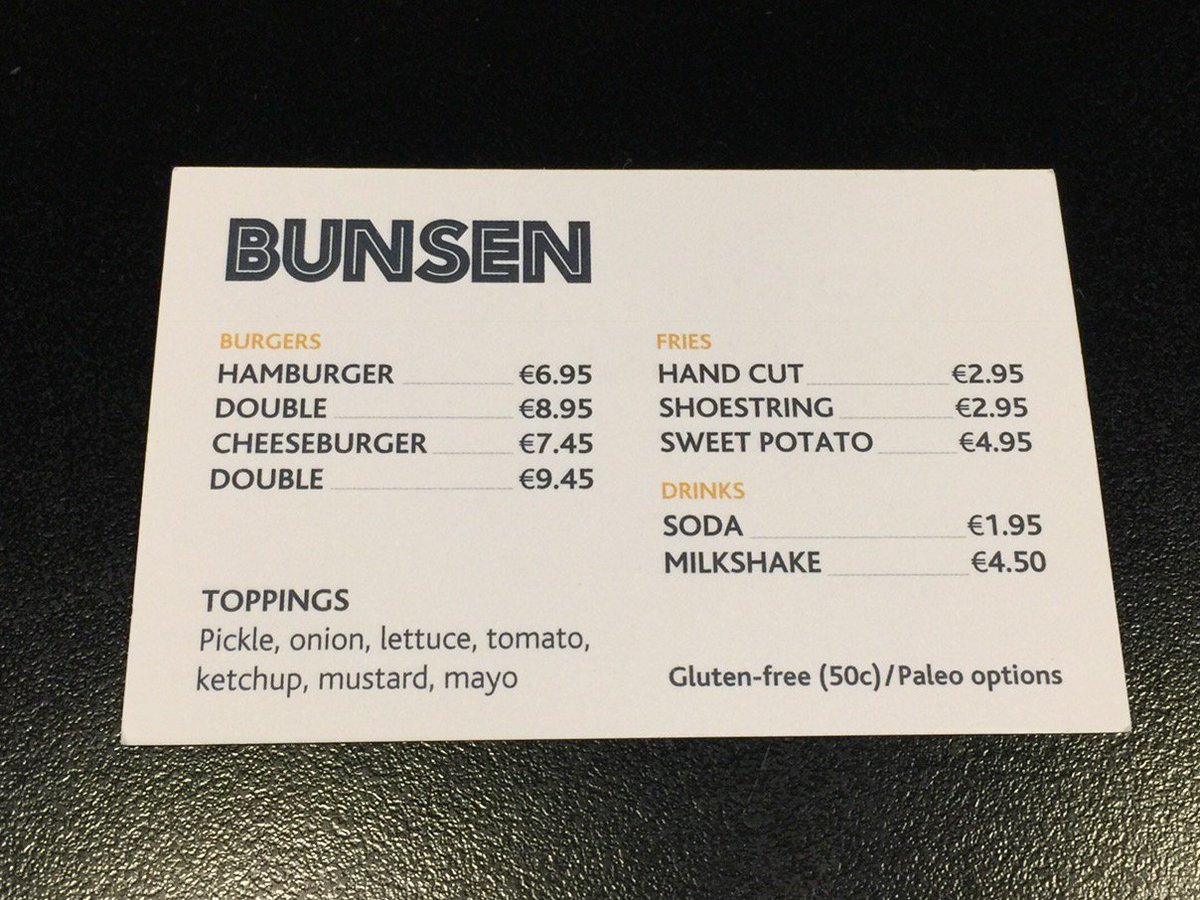 BUNSEN
BURGERS
HAMBURGER €6.95
DOUBLE €8.95
CHEESEBURGER €7.45
DOUBLE €9.45
TOPPINGS
Pickle, onion, lettuce, tomato,
ketchup, mustard, mayo
FRIES
HAND CUT €2.95
SHOESTRING €2.95
SWEET POTATO €4.95
DRINKS
SODA €1.95
MILKSHAKE €4.50
Gluten-free (50c)/Paleo options